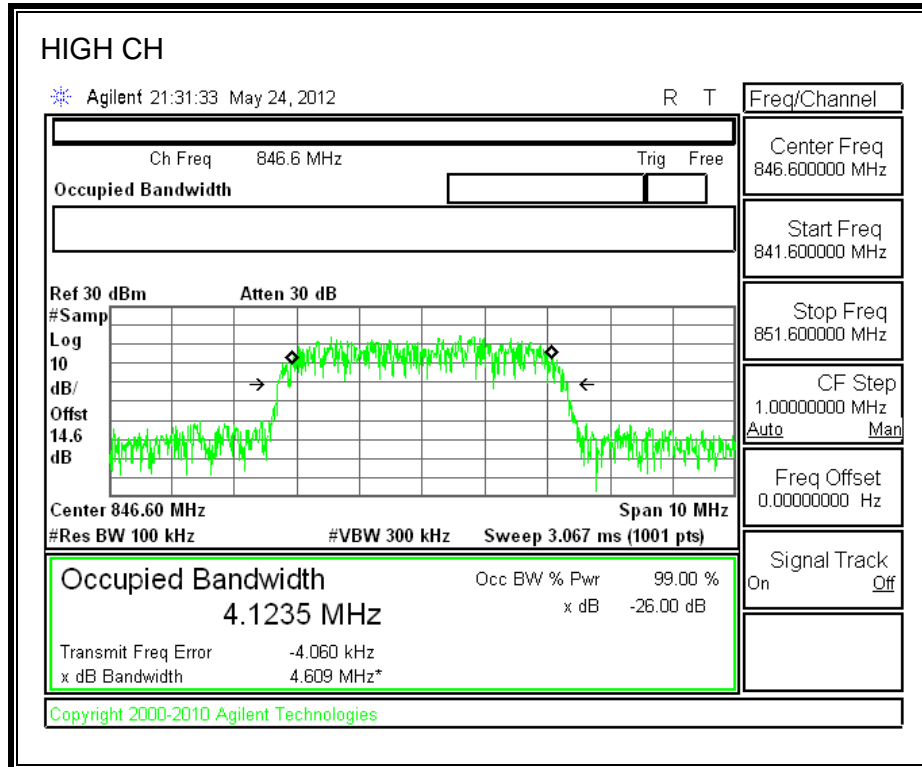 HIGH CH
Agilent 21:31:33 May 24, 2012 R T
Ch Freq 846.6 MHz Trig Free
Occupied Bandwidth
Ref 30 dBm Atten 30 dB
#Samp
Log
10
dB/
Offst
14.6
dB
Center 846.60 MHz Span 10 MHz
#Res BW 100 kHz #VBW 300 kHz Sweep 3.067 ms (1001 pts)
Occupied Bandwidth Occ BW % Pwr 99.00 %
4.1235 MHz x dB -26.00 dB
Transmit Freq Error -4.060 kHz
x dB Bandwidth 4.609 MHz*
Copyright 2000-2010 Agilent Technologies
Freq/Channel
Center Freq
846.600000 MHz
Start Freq
841.600000 MHz
Stop Freq
851.600000 MHz
CF Step
1.00000000 MHz
Auto Man
Freq Offset
0.00000000 Hz
Signal Track
On Off